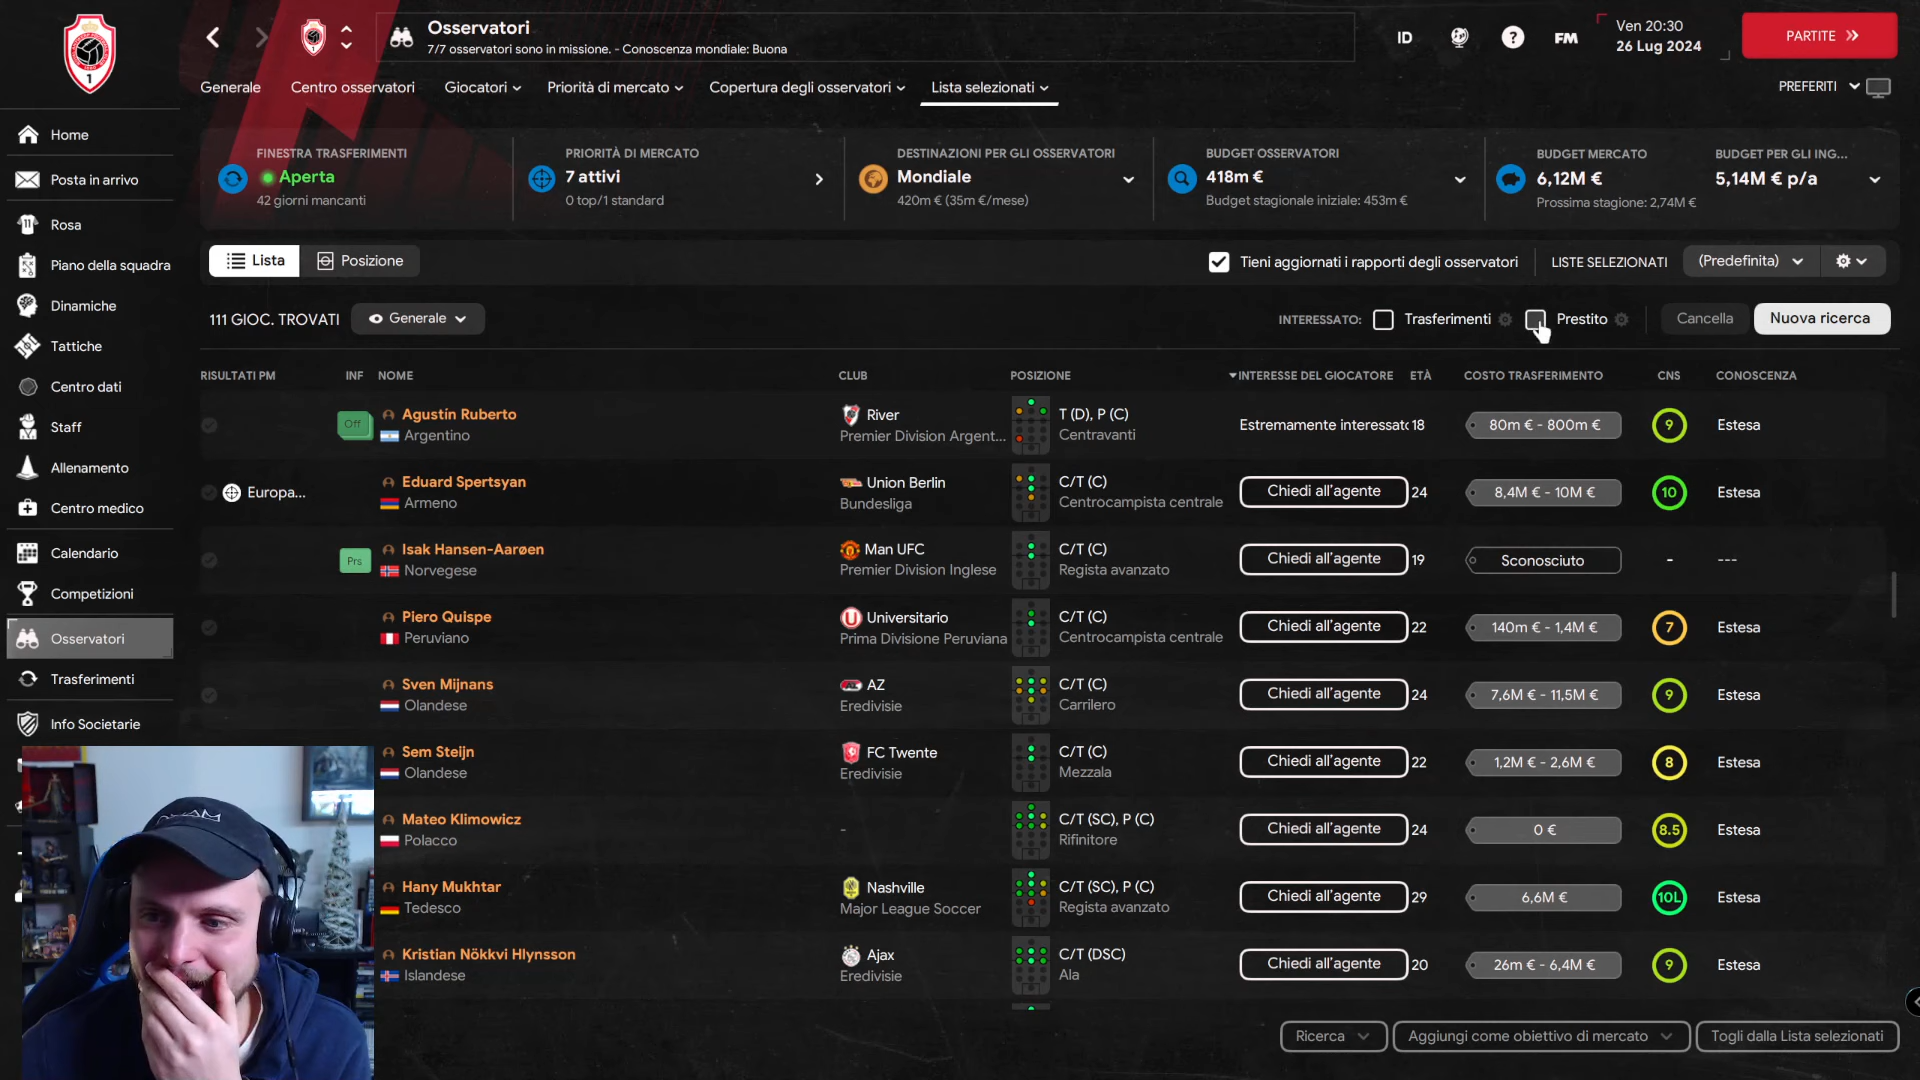 Osservatori
7/7 osservatori sono in missione. - Conoscenza mondiale: Buona
ID
?
FM
Ven 20:30
26 Lug 2024
PARTITE
1
Generale
Centro osservatori
Giocatori
Priorità di mercato
Copertura degli osservatori
Lista selezionati
PREFERITI
Home
Posta in arrivo
Rosa
Piano della squadra
Dinamiche
Tattiche
Centro dati
Staff
Allenamento
Centro medico
Calendario
Competizioni
Osservatori
Trasferimenti
Info Societarie
FINESTRA TRASFERIMENTI
Aperta
42 giorni mancanti
PRIORITÀ DI MERCATO
7 attivi
0 top/1 standard
DESTINAZIONI PER GLI OSSERVATORI
Mondiale
420m € (35m €/mese)
BUDGET OSSERVATORI
418m €
Budget stagionale iniziale: 453m €
BUDGET MERCATO
6,12M €
Prossima stagione: 2,74M €
BUDGET PER GLI ING...
5,14M € p/a
Lista
Posizione
Tieni aggiornati i rapporti degli osservatori
LISTE SELEZIONATI
(Predefinita)
111 GIOC. TROVATI
Generale
INTERESSATO:
Trasferimenti
Prestito
Cancella
Nuova ricerca
RISULTATI PM INF NOME CLUB POSIZIONE INTERESSE DEL GIOCATORE ETÀ COSTO TRASFERIMENTO CNS CONOSCENZA
Off Agustín Ruberto River T (D), P (C) Estremamente interessato 18 80m € - 800m € 9 Estesa
Argentino Premier Division Argent... Centravanti
Europa... Eduard Spertsyan Union Berlin C/T (C) Chiedi all'agente 24 8,4M € - 10M € 10 Estesa
Armeno Bundesliga Centrocampista centrale
Prs Isak Hansen-Aarøen Man UFC C/T (C) Chiedi all'agente 19 Sconosciuto - ---
Norvegese Premier Division Inglese Regista avanzato
Piero Quispe Universitario C/T (C) Chiedi all'agente 22 140m € - 1,4M € 7 Estesa
Peruviano Prima Divisione Peruviana Centrocampista centrale
Sven Mijnans AZ C/T (C) Chiedi all'agente 24 7,6M € - 11,5M € 9 Estesa
Olandese Eredivisie Carrilero
Sem Steijn FC Twente C/T (C) Chiedi all'agente 22 1,2M € - 2,6M € 8 Estesa
Olandese Eredivisie Mezzala
Mateo Klimowicz - C/T (SC), P (C) Chiedi all'agente 24 0 € 8.5 Estesa
Polacco Rifinitore
Hany Mukhtar Nashville C/T (SC), P (C) Chiedi all'agente 29 6,6M € 10L Estesa
Tedesco Major League Soccer Regista avanzato
Kristian Nökkvi Hlynsson Ajax C/T (DSC) Chiedi all'agente 20 26m € - 6,4M € 9 Estesa
Islandese Eredivisie Ala
Ricerca
Aggiungi come obiettivo di mercato
Togli dalla Lista selezionati